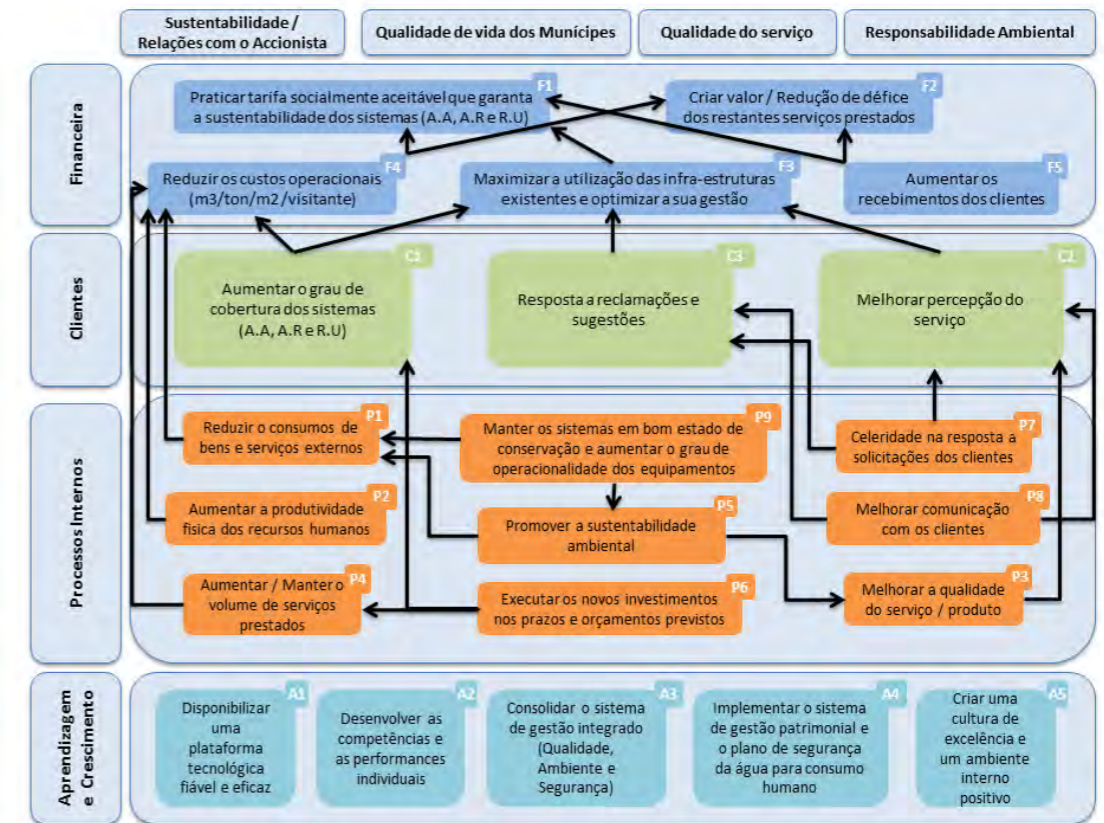 Sustentabilidade /
Relações com o Accionista
Qualidade de vida dos Munícipes
Qualidade do serviço
Responsabilidade Ambiental
Financeira
F1
Praticar tarifa socialmente aceitável que garanta
a sustentabilidade dos sistemas (A.A, A.R e R.U)
F2
Criar valor / Redução de défice
dos restantes serviços prestados
F4
Reduzir os custos operacionais
(m3/ton/m2/visitante)
F3
Maximizar a utilização das infra-estruturas
existentes e optimizar a sua gestão
F5
Aumentar os
recebimentos dos clientes
Clientes
C1
Aumentar o grau de
cobertura dos sistemas
(A.A, A.R e R.U)
C3
Resposta a reclamações e
sugestões
C2
Melhorar percepção do
serviço
Processos Internos
P1
Reduzir o consumos de
bens e serviços externos
P9
Manter os sistemas em bom estado de
conservação e aumentar o grau de
operacionalidade dos equipamentos
P7
Celeridade na resposta a
solicitações dos clientes
P2
Aumentar a produtividade
física dos recursos humanos
P5
Promover a sustentabilidade
ambiental
P8
Melhorar comunicação
com os clientes
P4
Aumentar / Manter o
volume de serviços
prestados
P6
Executar os novos investimentos
nos prazos e orçamentos previstos
P3
Melhorar a qualidade
do serviço / produto
Aprendizagem
e Crescimento
A1
Disponibilizar
uma
plataforma
tecnológica
fiável e eficaz
A2
Desenvolver as
competências e
as performances
individuais
A3
Consolidar o sistema
de gestão integrado
(Qualidade,
Ambiente e
Segurança)
A4
Implementar o sistema
de gestão patrimonial e
o plano de segurança
da água para consumo
humano
A5
Criar uma
cultura de
excelência e
um ambiente
interno
positivo